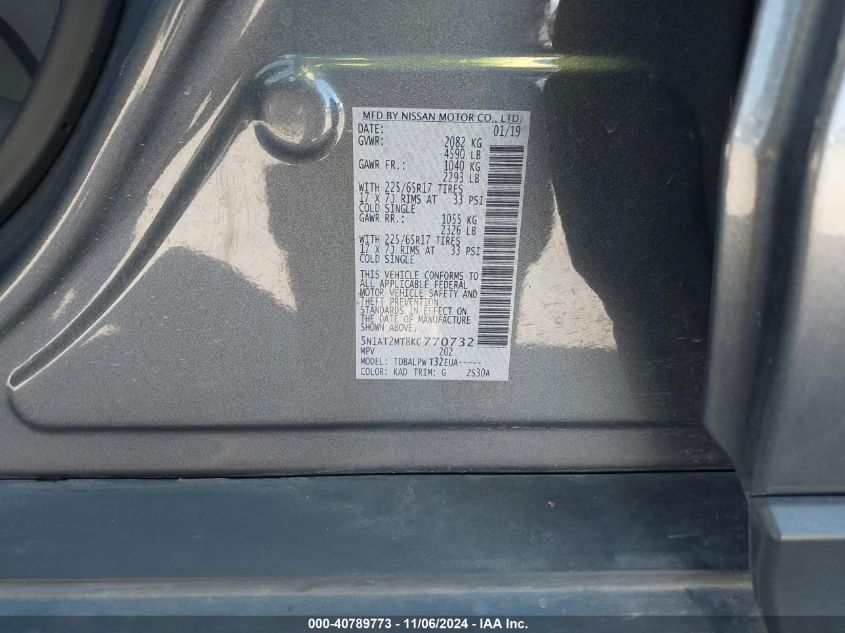 MFD.BY NISSAN MOTOR CO., LTD.
DATE: 01/19
GVWR: 2082 KG
4590 LB
GAWR FR.: 1040 KG
2293 LB
WITH 225/65R17 TIRES
17 X 7J RIMS AT 33 PSI
COLD SINGLE
GAWR RR.: 1055 KG
2326 LB
WITH 225/65R17 TIRES
17 X 7J RIMS AT 33 PSI
COLD SINGLE
THIS VEHICLE CONFORMS TO
ALL APPLICABLE FEDERAL
MOTOR VEHICLE SAFETY AND
THEFT PREVENTION
STANDARDS IN EFFECT ON
THE DATE OF MANUFACTURE
SHOWN ABOVE.
5N1AT2MT8KC770732
MPV 202
MODEL: TDBALPWT32EUA-----
COLOR: KAD TRIM: G 2S30A
000-40789773 - 11/06/2024 - IAA Inc.